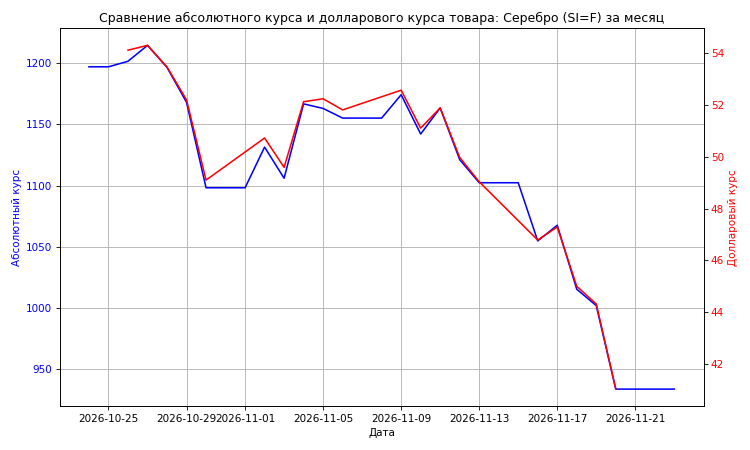 Сравнение абсолютного курса и долларового курса товара: Серебро (SI=F) за месяц
Абсолютный курс
1200
1150
1100
1050
1000
950
54
52
50
48
46
44
42
Долларовый курс
2026-10-25 2026-10-29 2026-11-01 2026-11-05 2026-11-09 2026-11-13 2026-11-17 2026-11-21
Дата